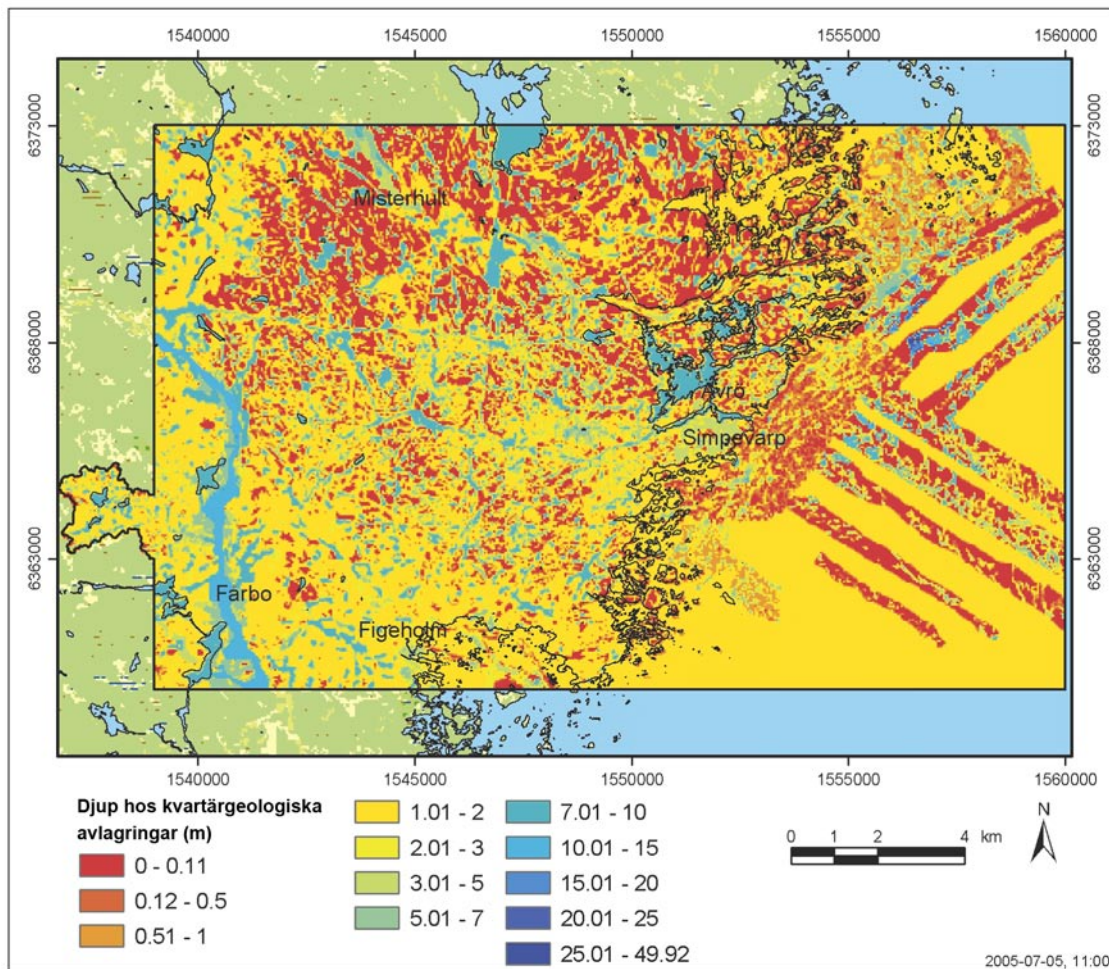 1540000 1545000 1550000 1555000 1560000
6373000 6373000
Misterhult
6368000 6368000
Ävrö
Simpevarp
6363000 6363000
Fårbo
Figeholm
1540000 1545000 1550000 1555000 1560000
Djup hos kvartärgeologiska
avlagringar (m)
0 - 0.11
0.12 - 0.5
0.51 - 1
1.01 - 2
2.01 - 3
3.01 - 5
5.01 - 7
7.01 - 10
10.01 - 15
15.01 - 20
20.01 - 25
25.01 - 49.92
0 1 2 4 km
N
2005-07-05, 11:00